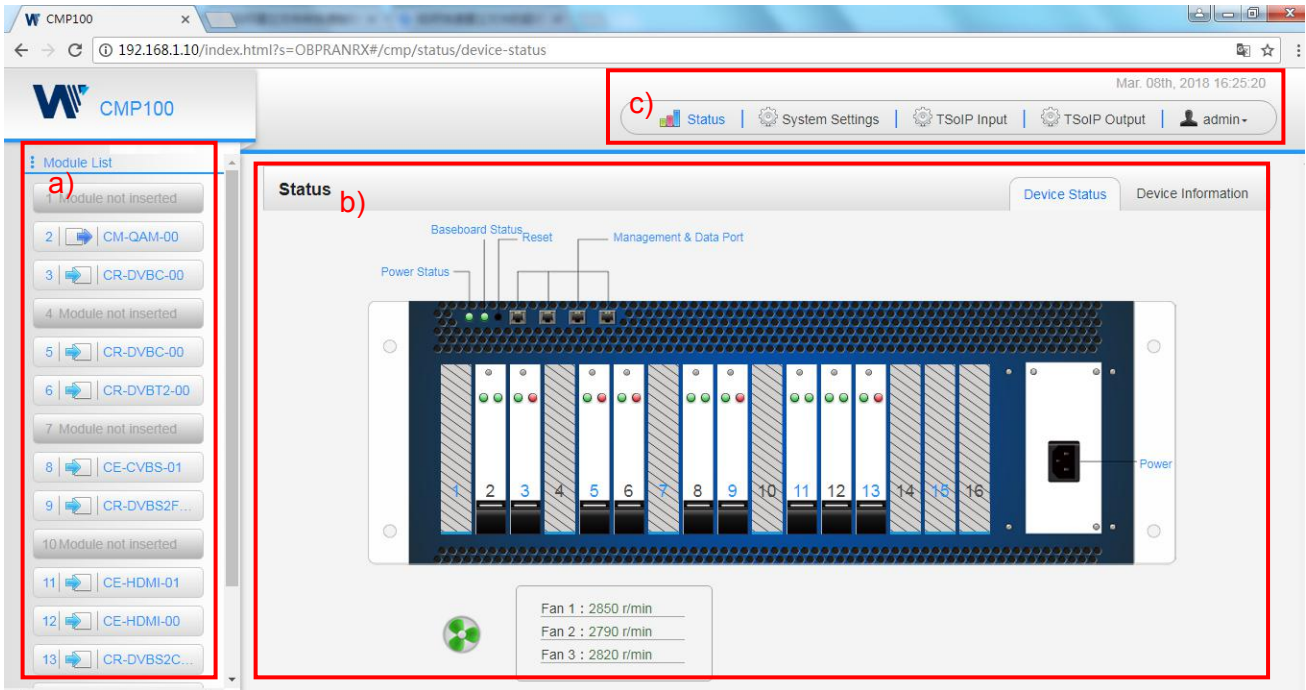 CMP100
192.168.1.10/index.html?s=OBPRANRX#/cmp/status/device-status
CMP100
Mar. 08th, 2018 16:25:20
c)
Status | System Settings | TSoIP Input | TSoIP Output | admin
Module List
a)
1 Module not inserted
2 CM-QAM-00
3 CR-DVBC-00
4 Module not inserted
5 CR-DVBC-00
6 CR-DVBT2-00
7 Module not inserted
8 CE-CVBS-01
9 CR-DVBS2F...
10 Module not inserted
11 CE-HDMI-01
12 CE-HDMI-00
13 CR-DVBS2C...
Status
b)
Device Status
Device Information
Baseboard Status
Reset
Management & Data Port
Power Status
1 2 3 4 5 6 7 8 9 10 11 12 13 14 15 16
Power
Fan 1 : 2850 r/min
Fan 2 : 2790 r/min
Fan 3 : 2820 r/min